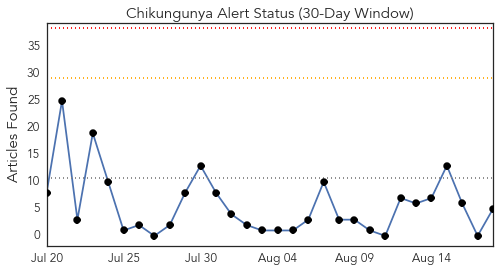 Chikungunya Alert Status (30-Day Window)
Articles Found
35
30
25
20
15
10
5
0
Jul 20 Jul 25 Jul 30 Aug 04 Aug 09 Aug 14